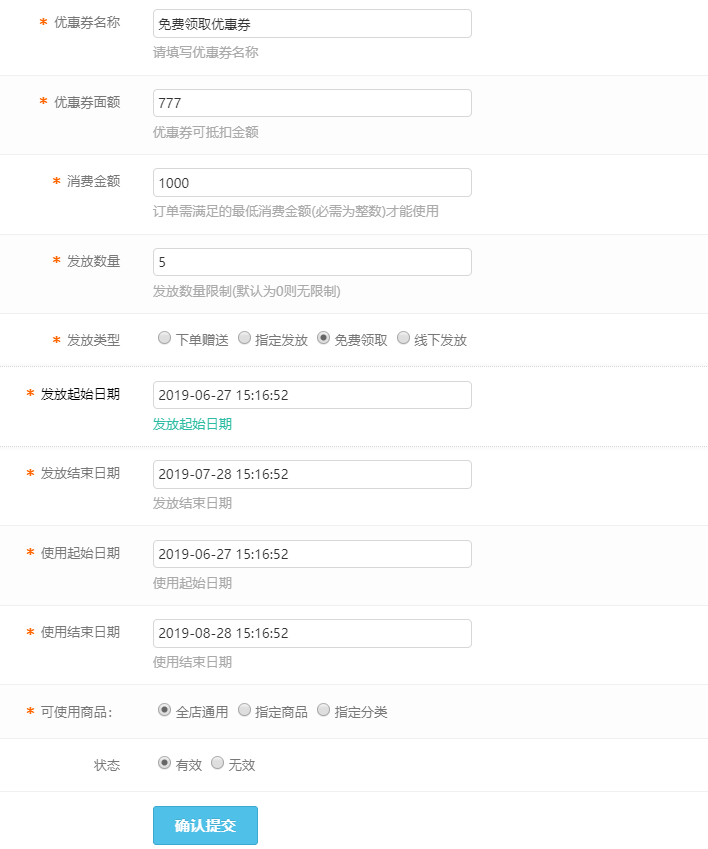 * 优惠券名称 免费领取优惠券
请填写优惠券名称
* 优惠券面额 777
优惠券可抵扣金额
* 消费金额 1000
订单需满足的最低消费金额(必需为整数)才能使用
* 发放数量 5
发放数量限制(默认为0则无限制)
* 发放类型 下单赠送 指定发放 免费领取 线下发放
* 发放起始日期 2019-06-27 15:16:52
发放起始日期
* 发放结束日期 2019-07-28 15:16:52
发放结束日期
* 使用起始日期 2019-06-27 15:16:52
使用起始日期
* 使用结束日期 2019-08-28 15:16:52
使用结束日期
* 可使用商品: 全店通用 指定商品 指定分类
状态 有效 无效
确认提交